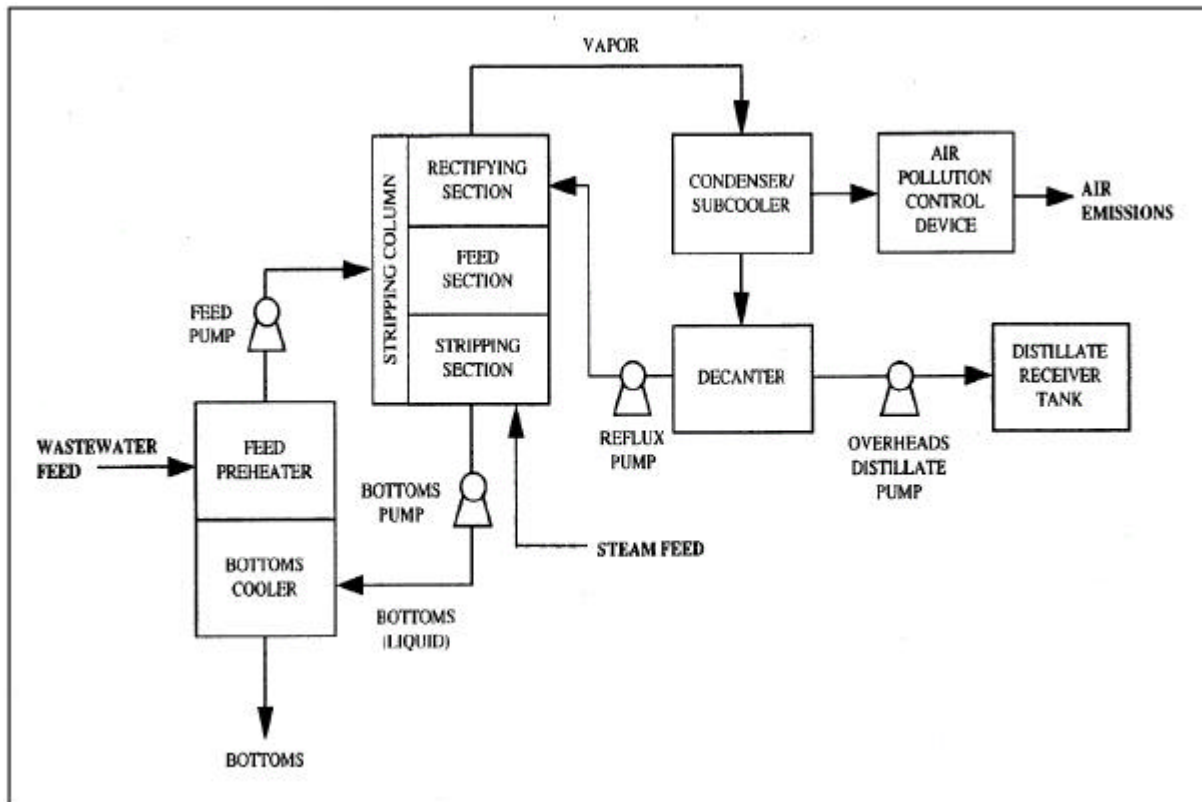 VAPOR
RECTIFYING
SECTION
FEED
SECTION
STRIPPING
SECTION
STRIPPING COLUMN
CONDENSER/
SUBCOOLER
AIR
POLLUTION
CONTROL
DEVICE
AIR
EMISSIONS
FEED
PUMP
DECANTER
DISTILLATE
RECEIVER
TANK
REFLUX
PUMP
OVERHEADS
DISTILLATE
PUMP
WASTEWATER
FEED
FEED
PREHEATER
BOTTOMS
PUMP
STEAM FEED
BOTTOMS
COOLER
BOTTOMS
(LIQUID)
BOTTOMS